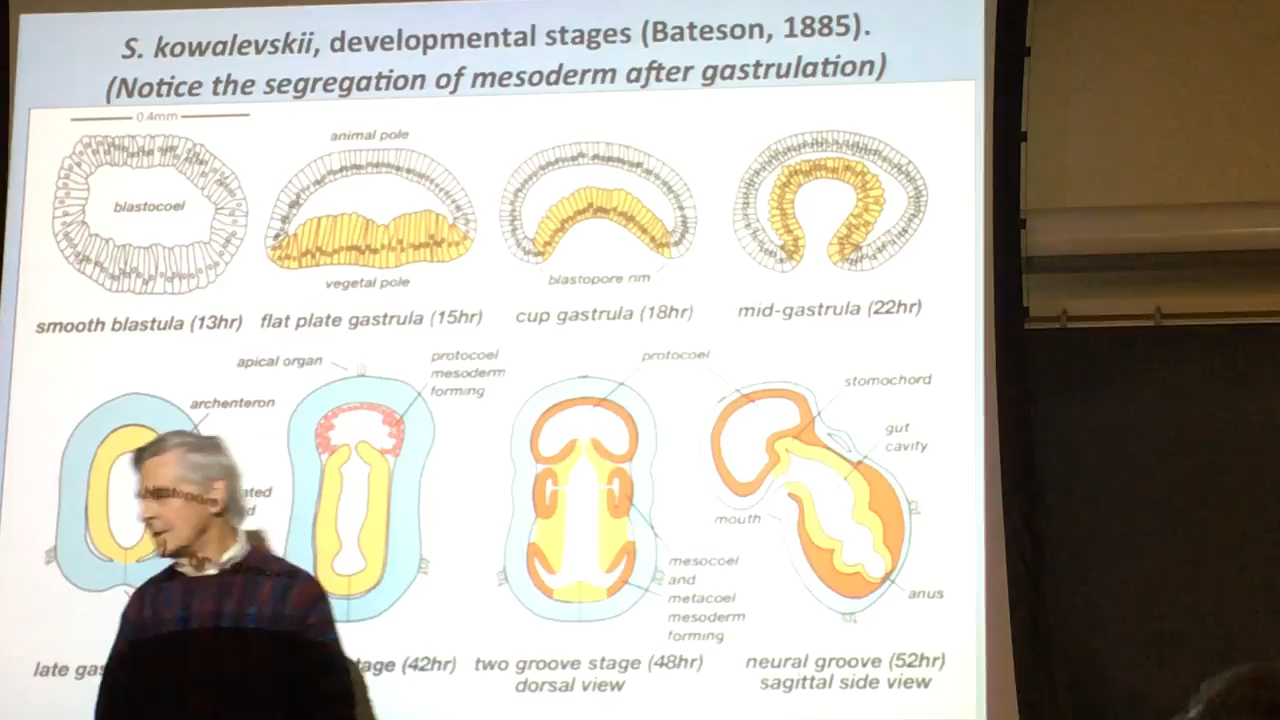 S. kowalevskii, developmental stages (Bateson, 1885).
(Notice the segregation of mesoderm after gastrulation)
0.4mm
animal pole
blastocoel
vegetal pole
blastopore rim
smooth blastula (13hr)
flat plate gastrula (15hr)
cup gastrula (18hr)
mid-gastrula (22hr)
apical organ
protocoel
mesoderm
forming
protocoel
stomochord
archenteron
gut
cavity
mouth
mesocoel
and
metacoel
mesoderm
forming
anus
late
(42hr)
two groove stage (48hr)
dorsal view
neural groove (52hr)
sagittal side view